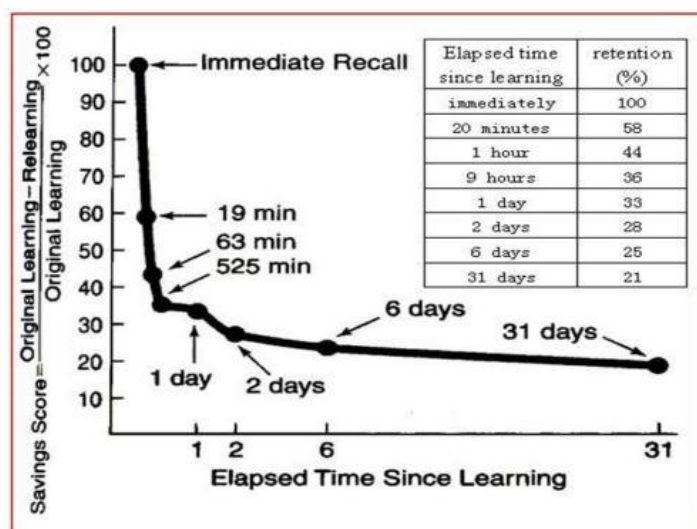 Savings Score = Original Learning – Relearning / Original Learning ×100
100
90
80
70
60
50
40
30
20
10
Immediate Recall
19 min
63 min
525 min
1 day
2 days
6 days
31 days
1 2 6 31
Elapsed Time Since Learning
Elapsed time since learning retention (%)
immediately 100
20 minutes 58
1 hour 44
9 hours 36
1 day 33
2 days 28
6 days 25
31 days 21